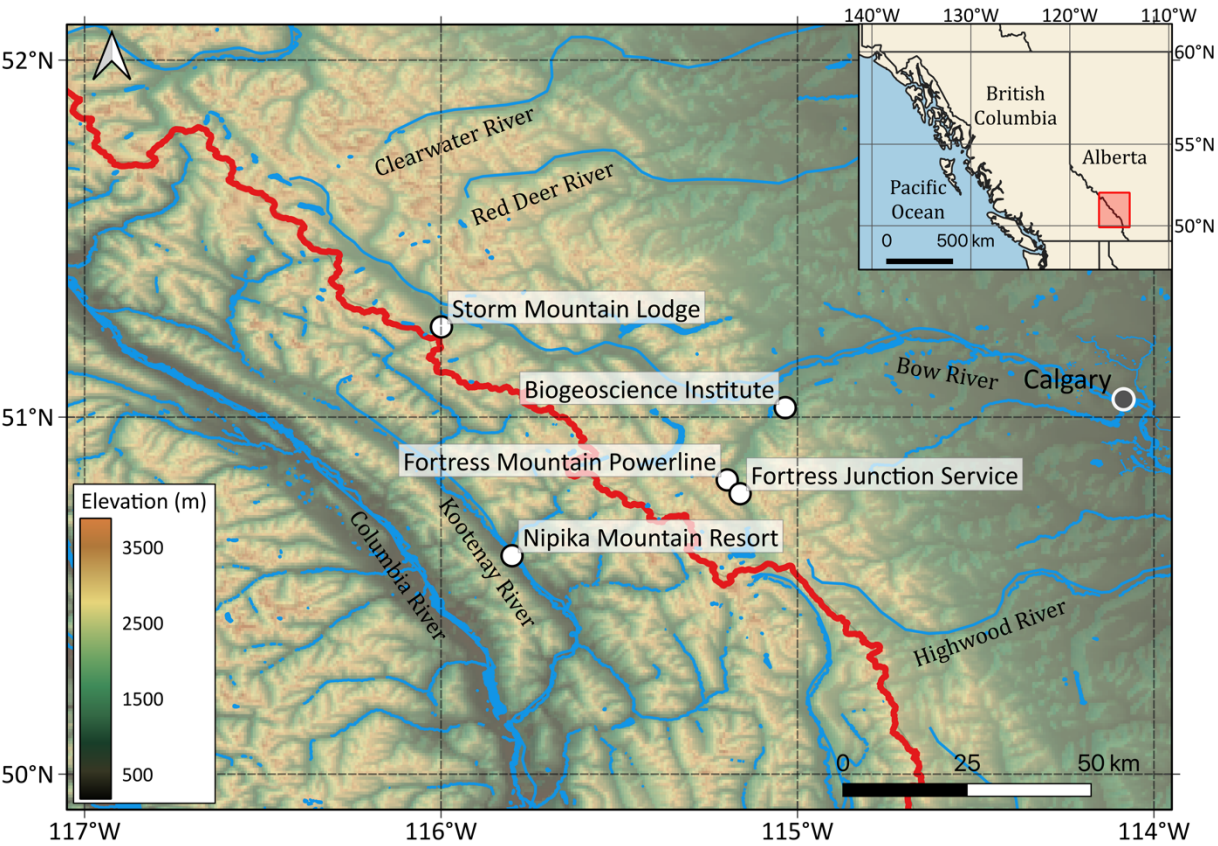 140°W 130°W 120°W 110°W
60°N
55°N
50°N
British
Columbia
Alberta
Pacific
Ocean
0 500 km
52°N
51°N
50°N
Clearwater River
Red Deer River
Storm Mountain Lodge
Bow River
Calgary
Biogeoscience Institute
Fortress Mountain Powerline
Fortress Junction Service
Nipika Mountain Resort
Kootenay River
Columbia River
Highwood River
Elevation (m)
3500
2500
1500
500
0 25 50 km
117°W 116°W 115°W 114°W